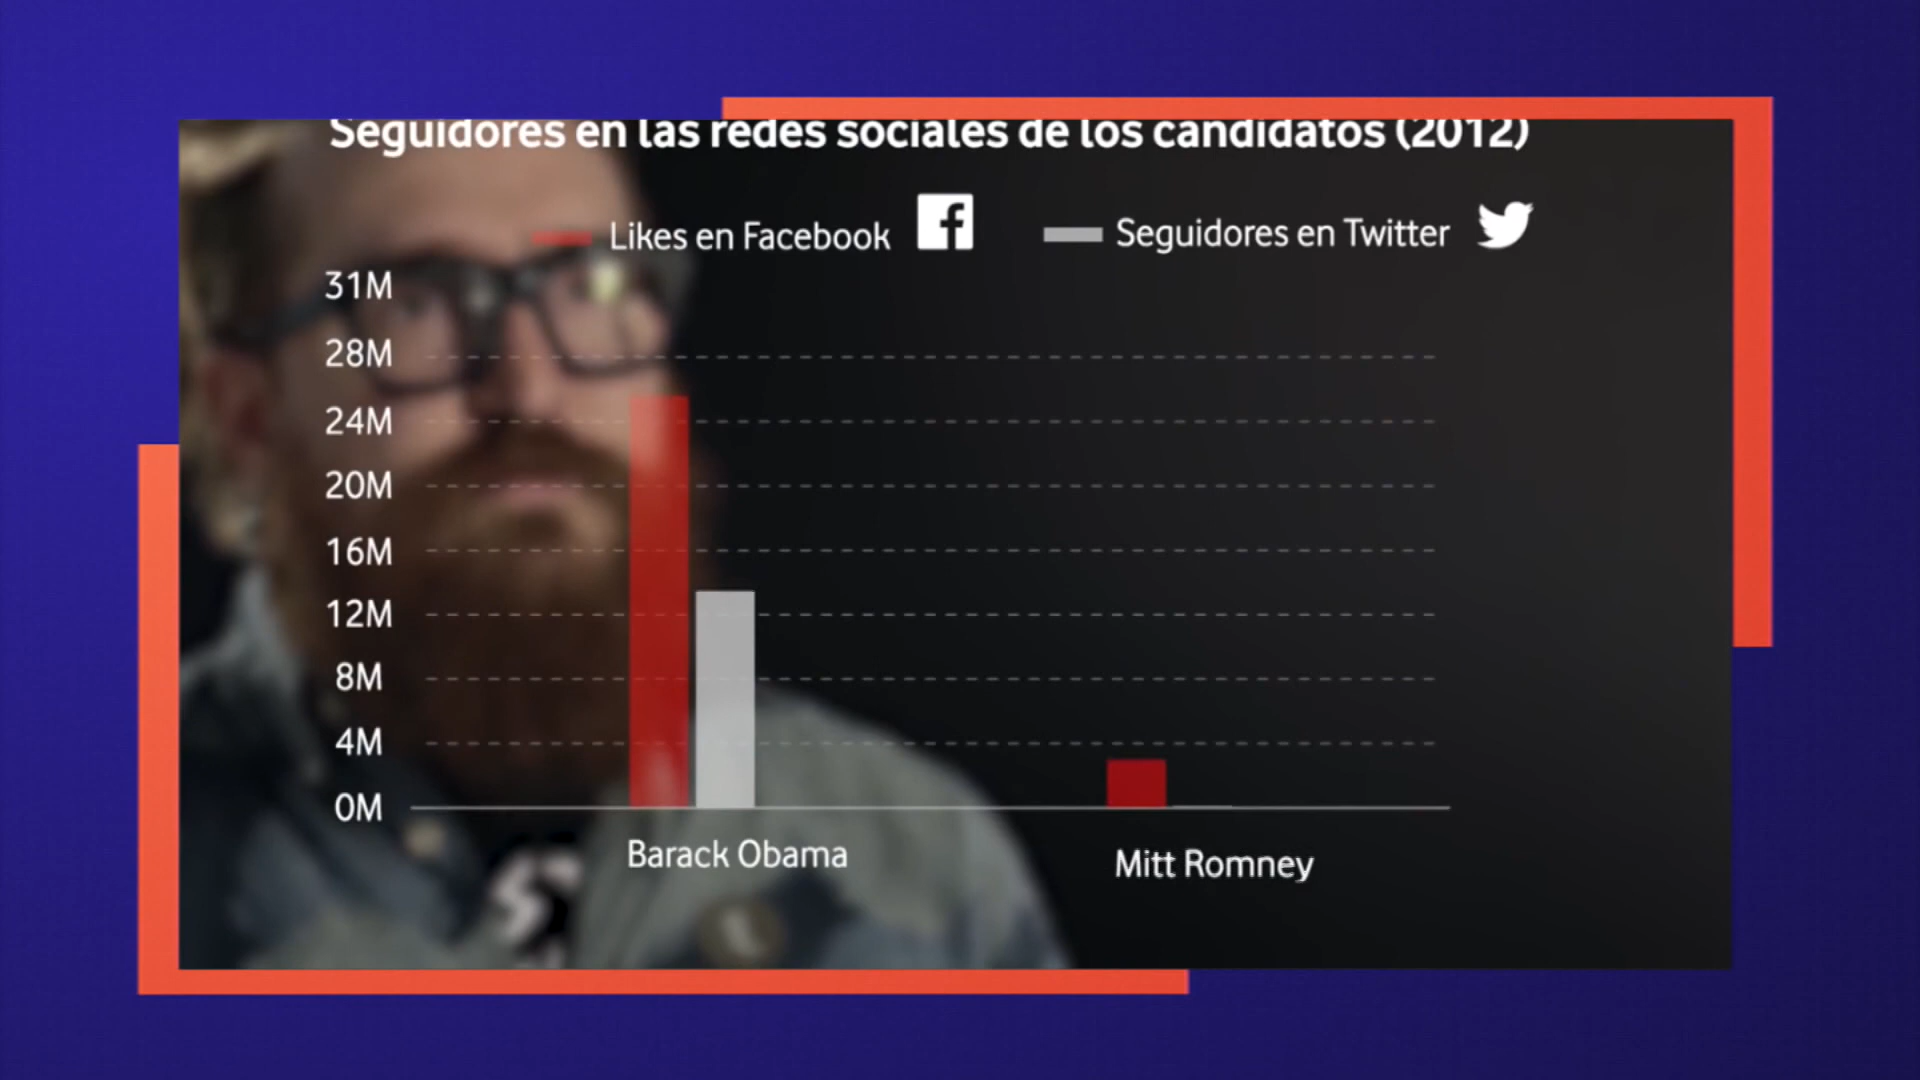 Seguidores en las redes sociales de los candidatos (2012)
Likes en Facebook
Seguidores en Twitter
31M
28M
24M
20M
16M
12M
8M
4M
0M
Barack Obama
Mitt Romney